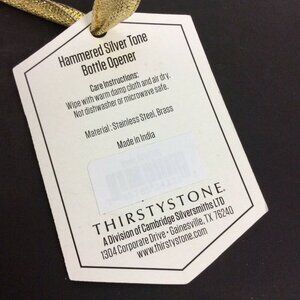 Hammered Silver Tone
Bottle Opener
Care Instructions:
Wipe with warm damp cloth and air dry.
Not dishwasher or microwave safe.
Material : Stainless Steel, Brass
Made in India
THIRSTYSTONE
A Division of Cambridge Silversmiths LTD
1304 Corporate Drive - Gainesville, TX 76240
www.thirstystone.com